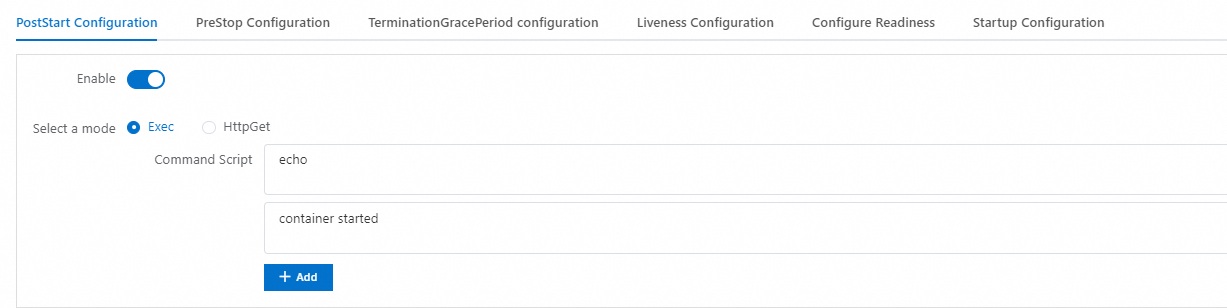 PostStart Configuration PreStop Configuration TerminationGracePeriod configuration Liveness Configuration Configure Readiness Startup Configuration
Enable
Select a mode Exec HttpGet
Command Script echo
container started
+ Add